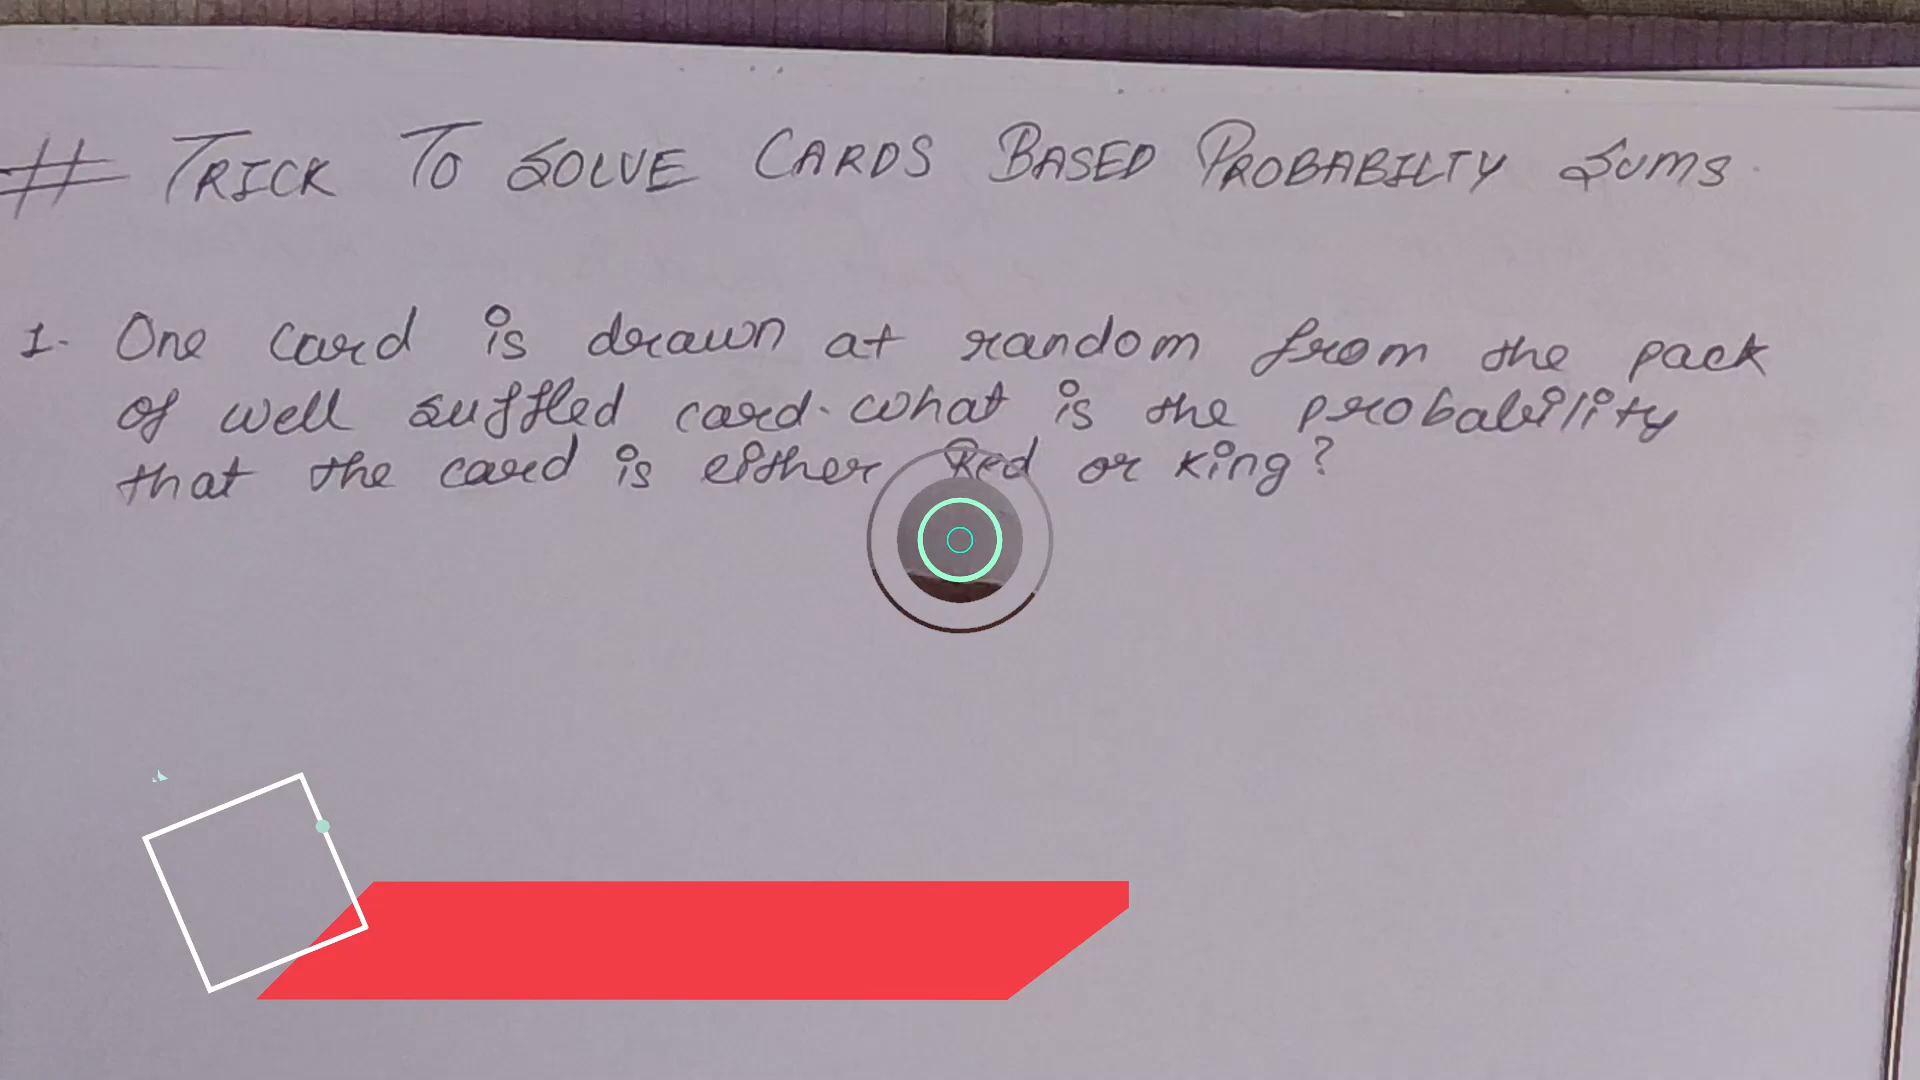 # TRICK TO SOLVE CARDS BASED PROBABILTY SUMS.
1. One card is drawn at random from the pack
of well suffled card. what is the probability
that the card is either Red or king?